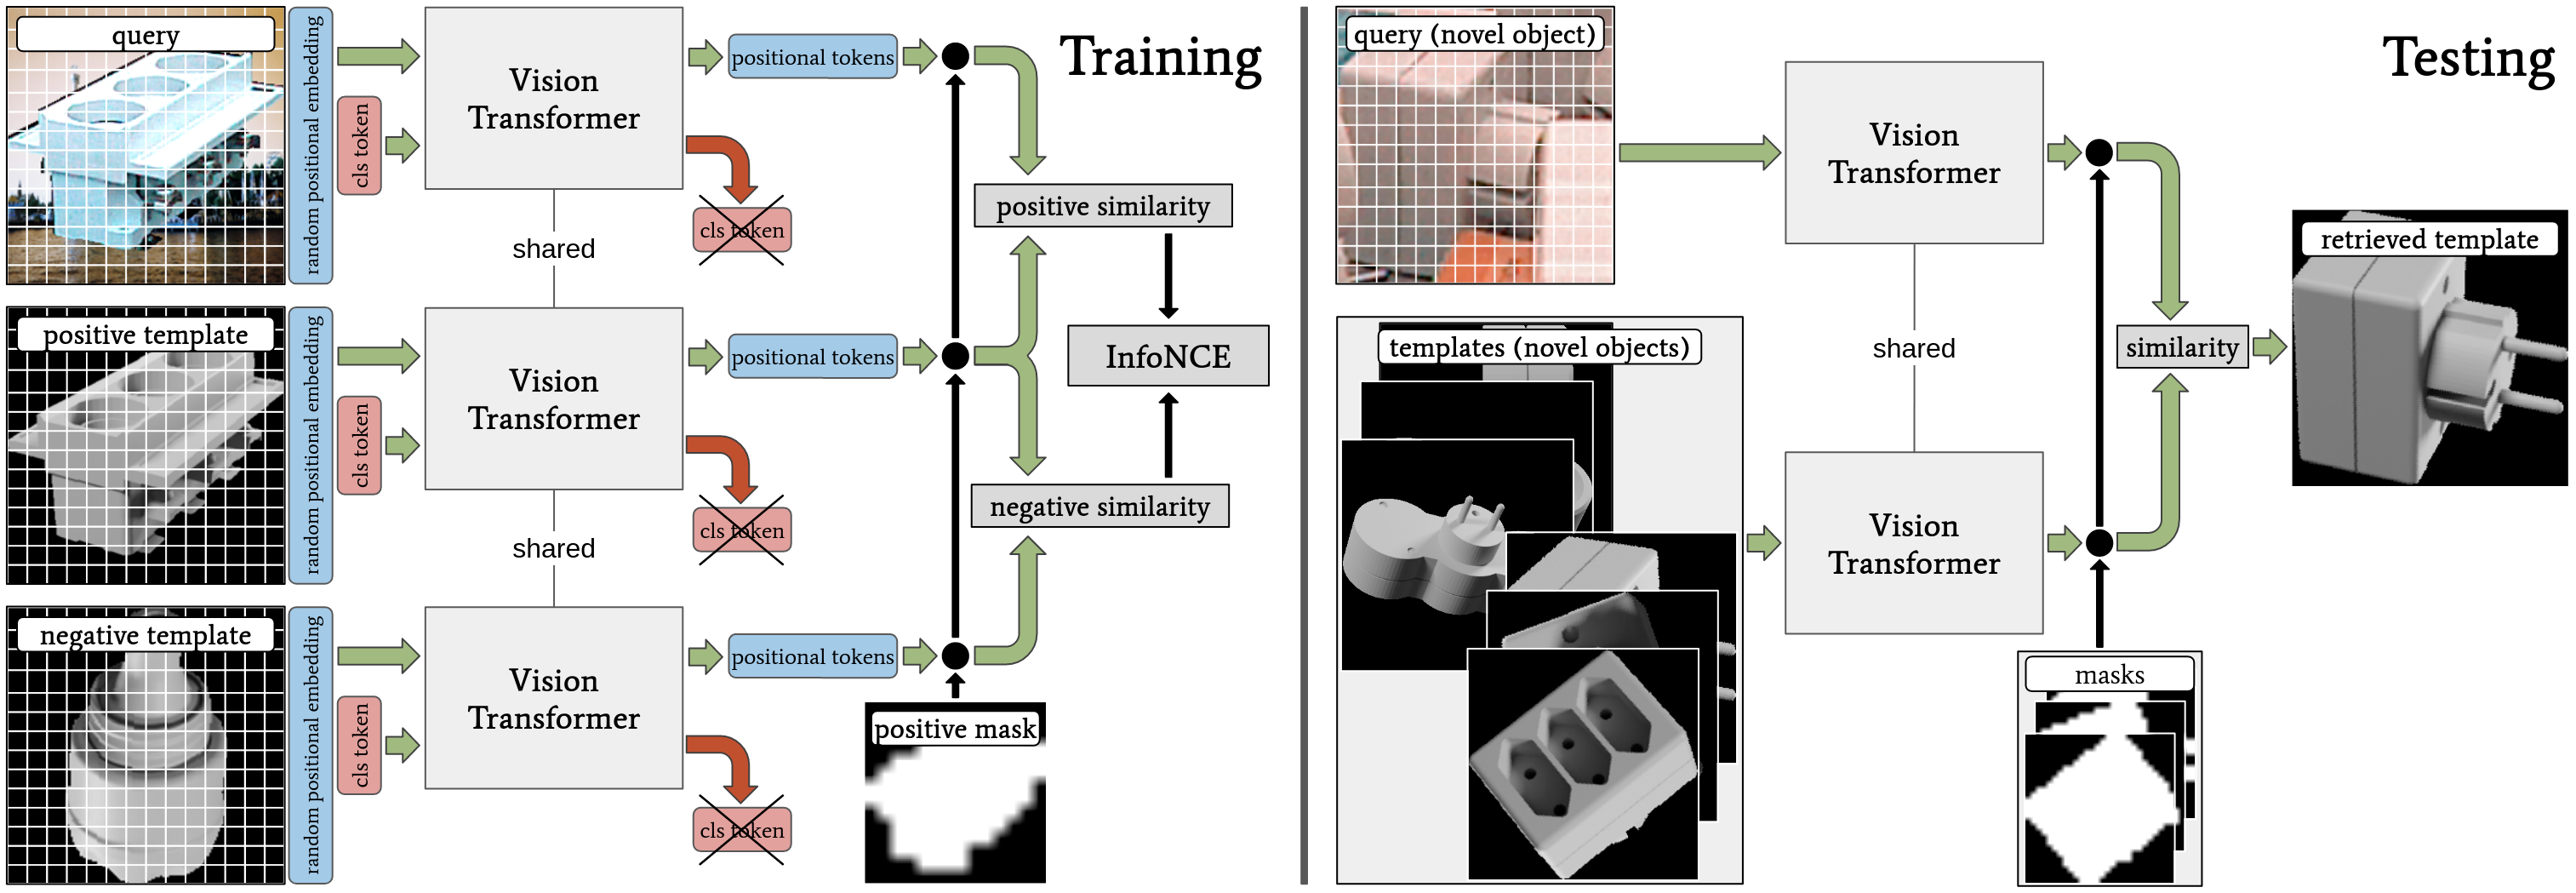 Training
query
random positional embedding
cls token
Vision
Transformer
positional tokens
cls token
shared
positive similarity
positive template
random positional embedding
cls token
Vision
Transformer
positional tokens
cls token
InfoNCE
shared
negative similarity
negative template
random positional embedding
cls token
Vision
Transformer
positional tokens
cls token
positive mask
Testing
query (novel object)
Vision
Transformer
shared
templates (novel objects)
Vision
Transformer
masks
similarity
retrieved template